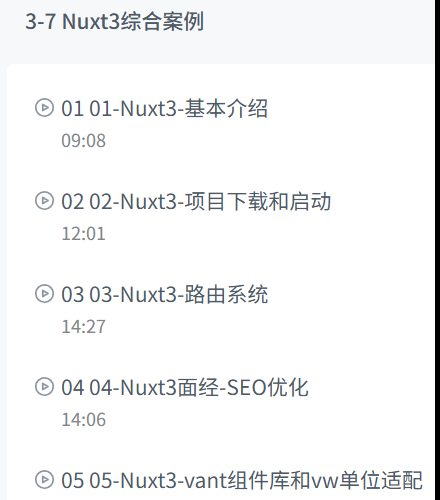 3-7 Nuxt3综合案例
01 01-Nuxt3-基本介绍
09:08
02 02-Nuxt3-项目下载和启动
12:01
03 03-Nuxt3-路由系统
14:27
04 04-Nuxt3面经-SEO优化
14:06
05 05-Nuxt3-vant组件库和vw单位适配